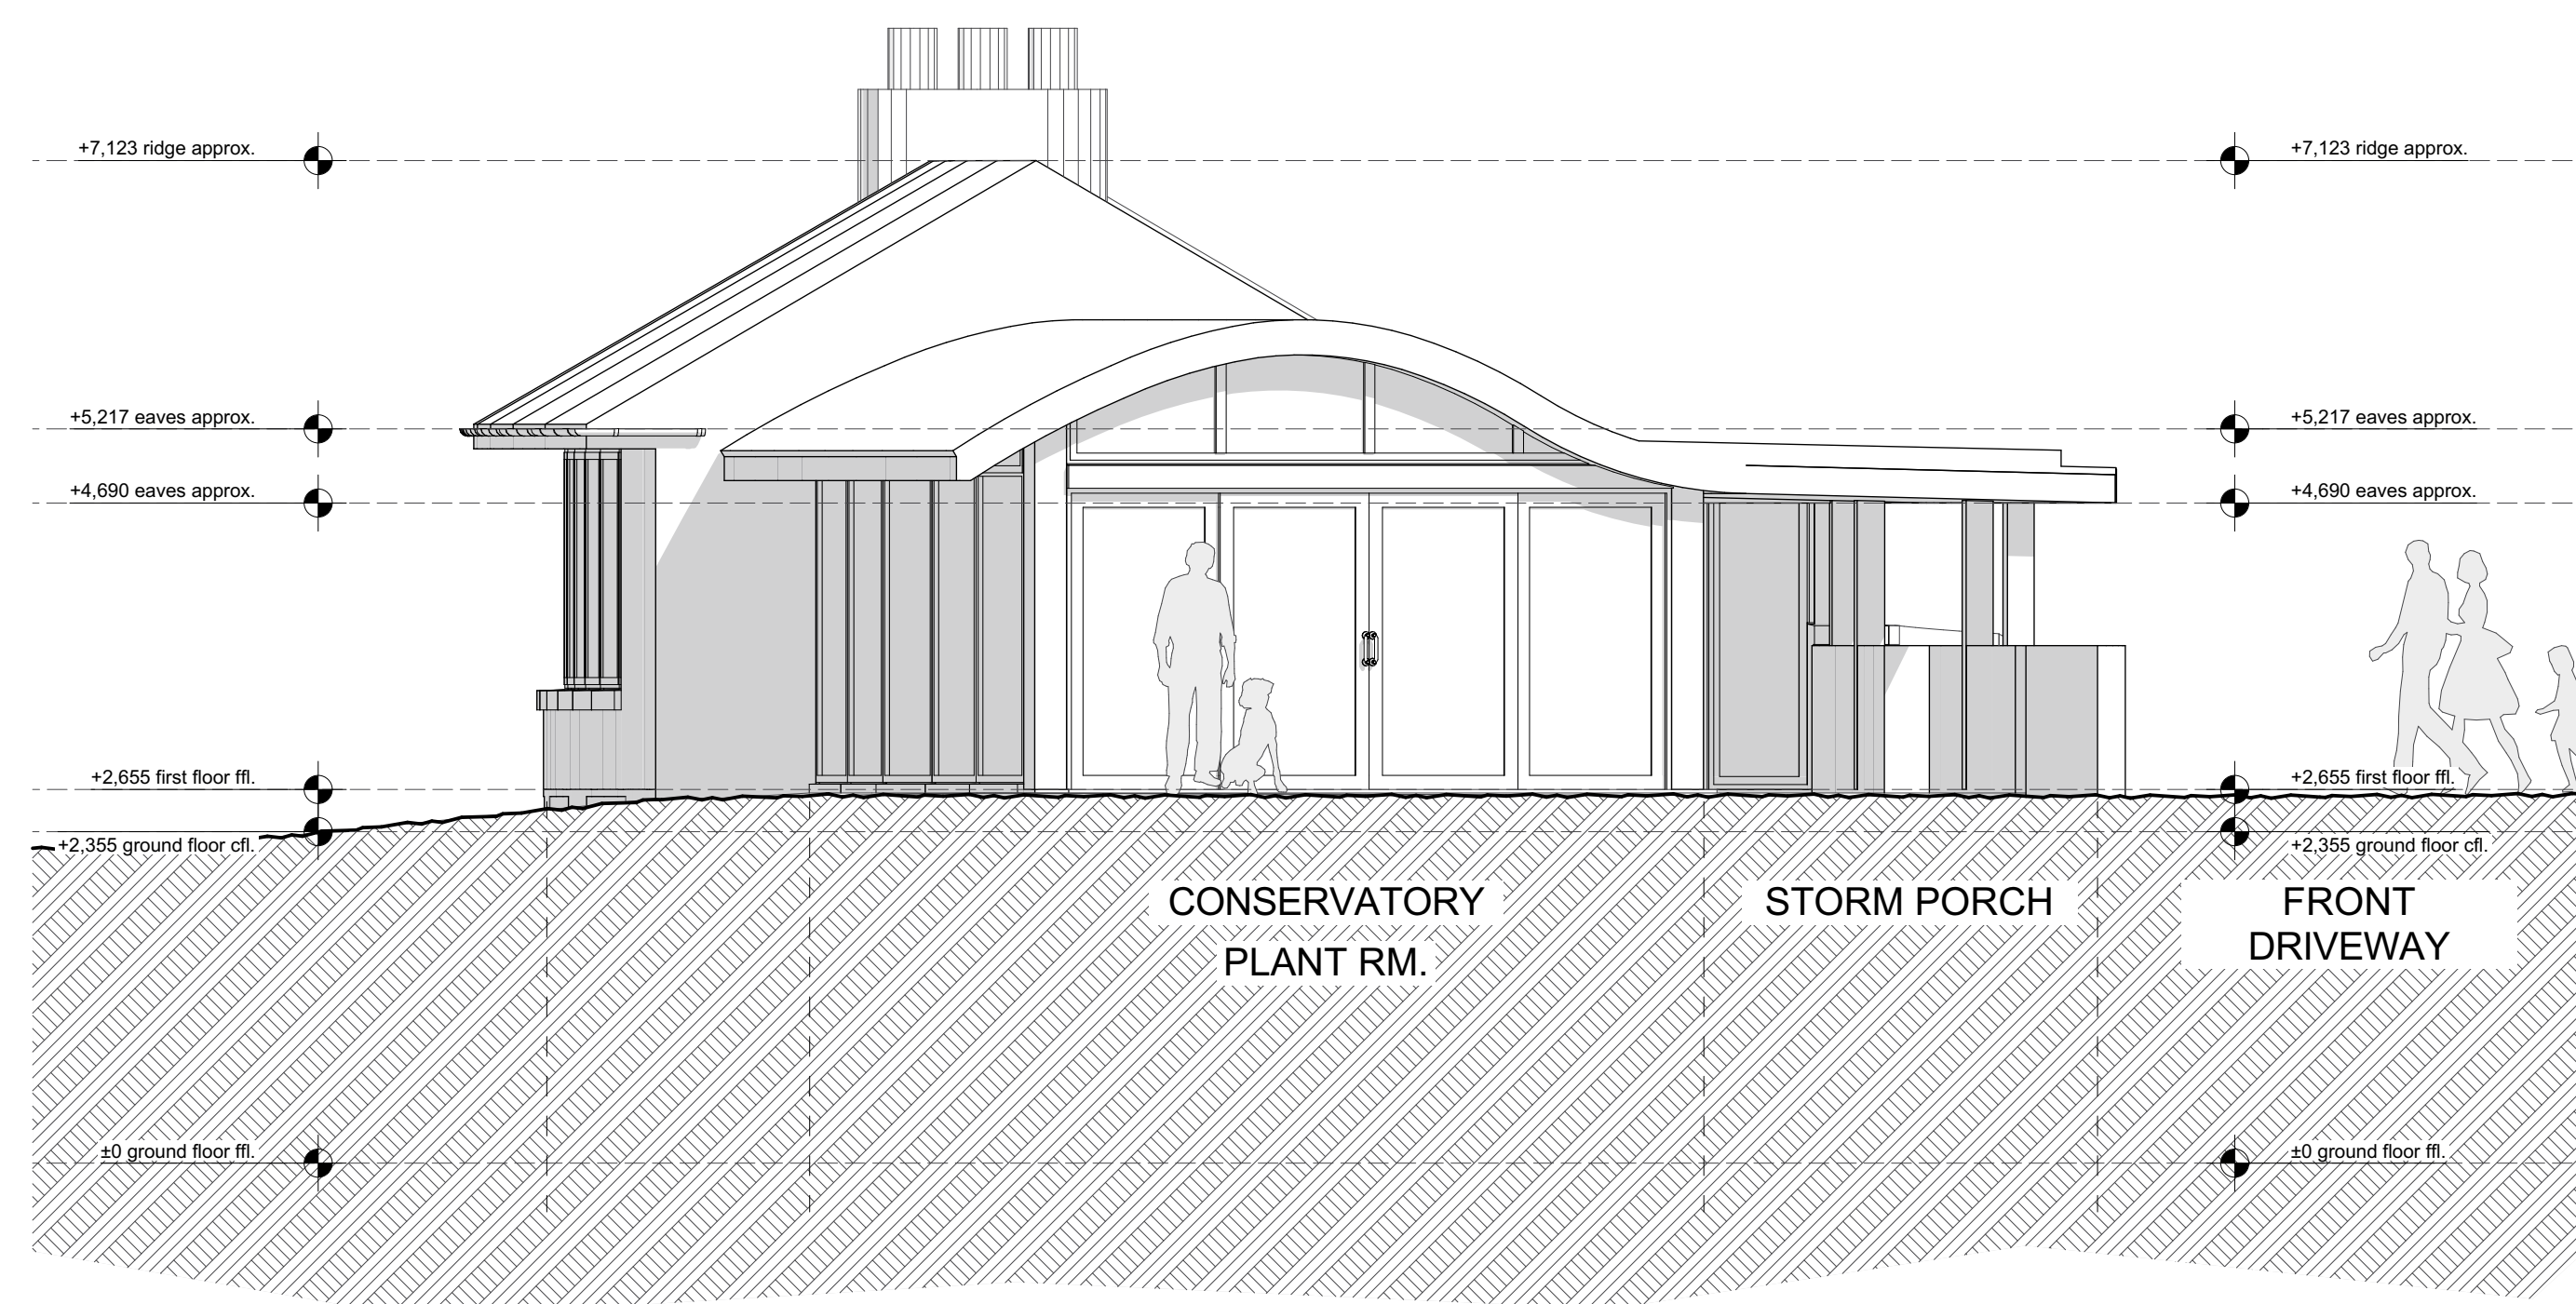 +7,123 ridge approx.
+7,123 ridge approx.
+5,217 eaves approx.
+5,217 eaves approx.
+4,690 eaves approx.
+4,690 eaves approx.
+2,655 first floor ffl.
+2,655 first floor ffl.
+2,355 ground floor cfl.
+2,355 ground floor cfl.
CONSERVATORY
PLANT RM.
STORM PORCH
FRONT
DRIVEWAY
±0 ground floor ffl.
±0 ground floor ffl.